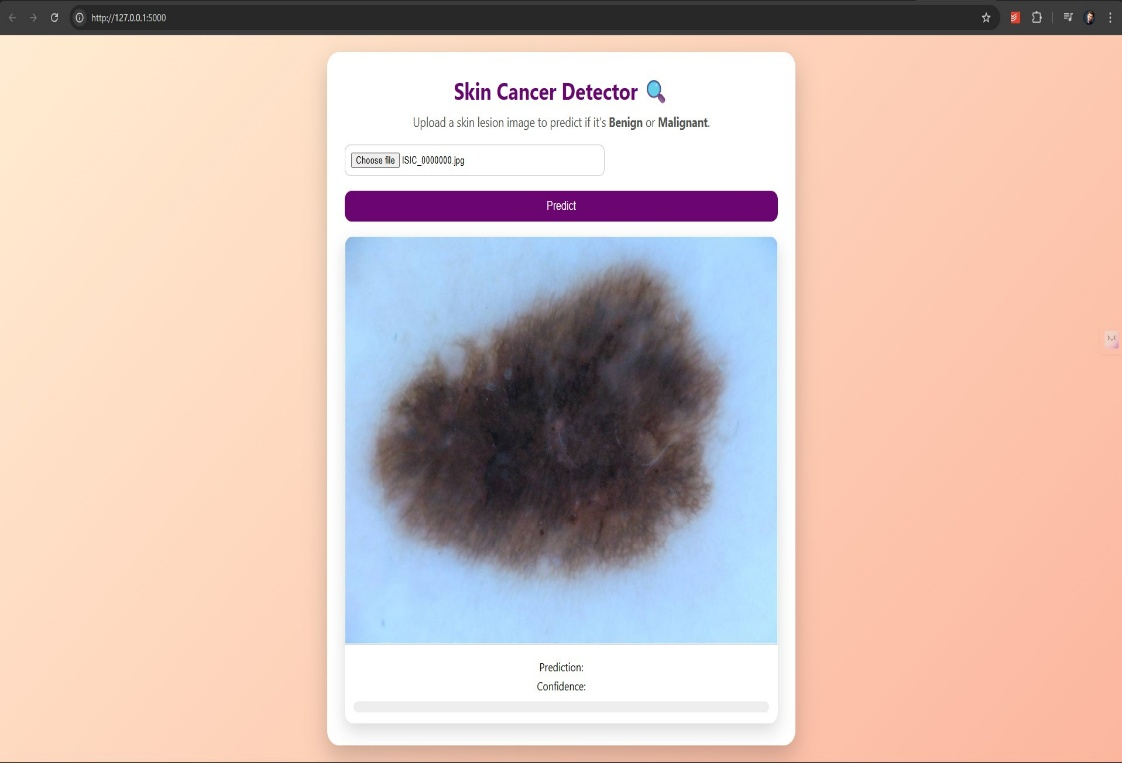 http://127.0.0.1:5000
Skin Cancer Detector
Upload a skin lesion image to predict if it's Benign or Malignant.
Choose file ISIC_0000000.jpg
Predict
Prediction:
Confidence: